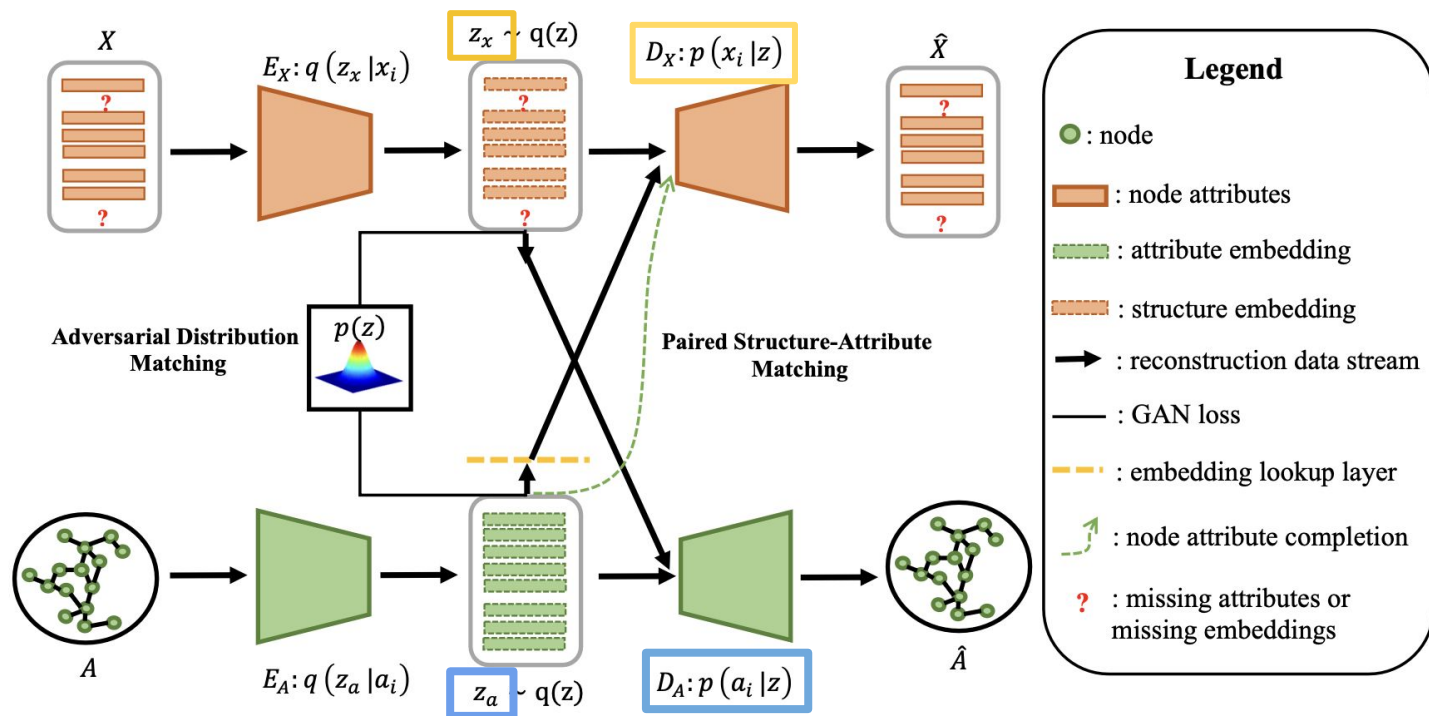 X
E_X: q (z_x |x_i)
z_x ~ q(z)
D_X: p (x_i |z)
X̂
?
?
?
?
?
?
Adversarial Distribution
Matching
p(z)
Paired Structure-Attribute
Matching
A
E_A: q (z_a |a_i)
z_a ~ q(z)
D_A: p (a_i |z)
Â
Legend
: node
: node attributes
: attribute embedding
: structure embedding
: reconstruction data stream
: GAN loss
: embedding lookup layer
: node attribute completion
? : missing attributes or
missing embeddings